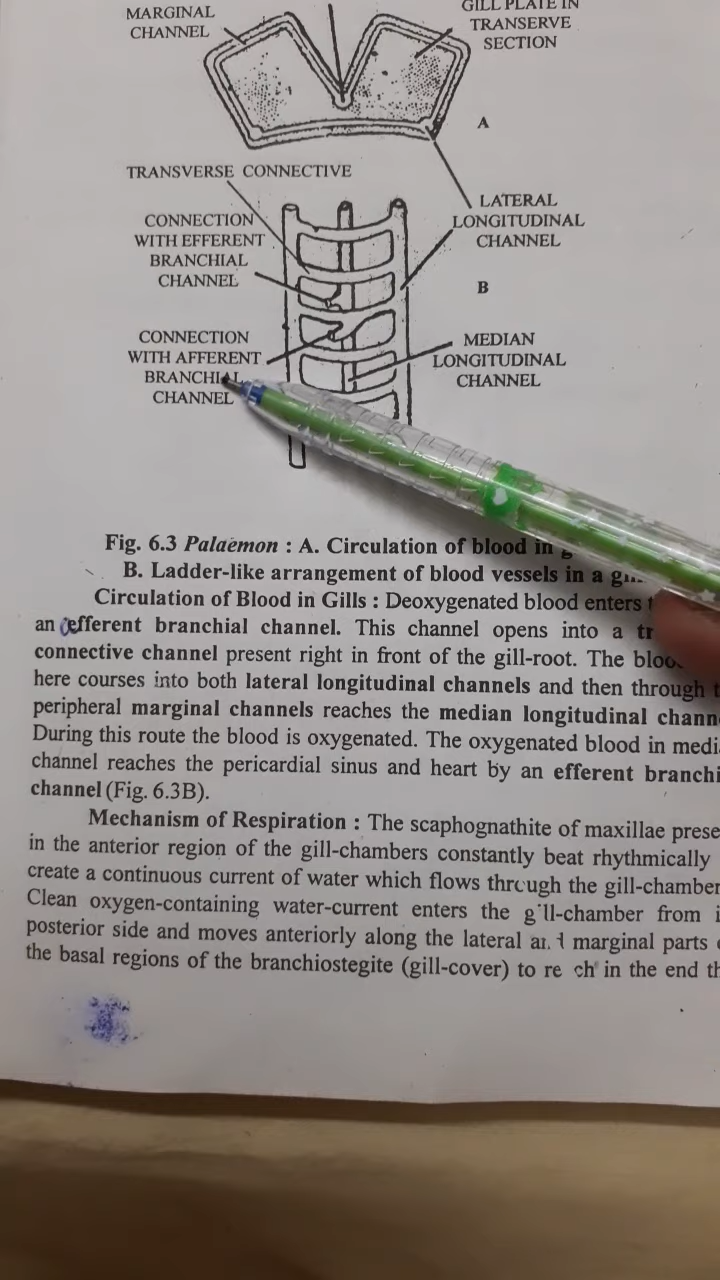 MARGINAL
CHANNEL
GILL PLATE IN
TRANSERVE
SECTION
A
TRANSVERSE CONNECTIVE
LATERAL
LONGITUDINAL
CHANNEL
CONNECTION
WITH EFFERENT
BRANCHIAL
CHANNEL
B
CONNECTION
WITH AFFERENT
BRANCHIAL
CHANNEL
MEDIAN
LONGITUDINAL
CHANNEL
Fig. 6.3 Palaemon : A. Circulation of blood in
B. Ladder-like arrangement of blood vessels in a
Circulation of Blood in Gills : Deoxygenated blood enters
an efferent branchial channel. This channel opens into a
connective channel present right in front of the gill-root. The
here courses into both lateral longitudinal channels and then through
peripheral marginal channels reaches the median longitudinal
During this route the blood is oxygenated. The oxygenated blood in
channel reaches the pericardial sinus and heart by an efferent
channel (Fig. 6.3B).
Mechanism of Respiration : The scaphognathite of maxillae
in the anterior region of the gill-chambers constantly beat rhythmically
create a continuous current of water which flows through the
Clean oxygen-containing water-current enters the gill-chamber from
posterior side and moves anteriorly along the lateral and marginal parts
the basal regions of the branchiostegite (gill-cover) to reach in the end